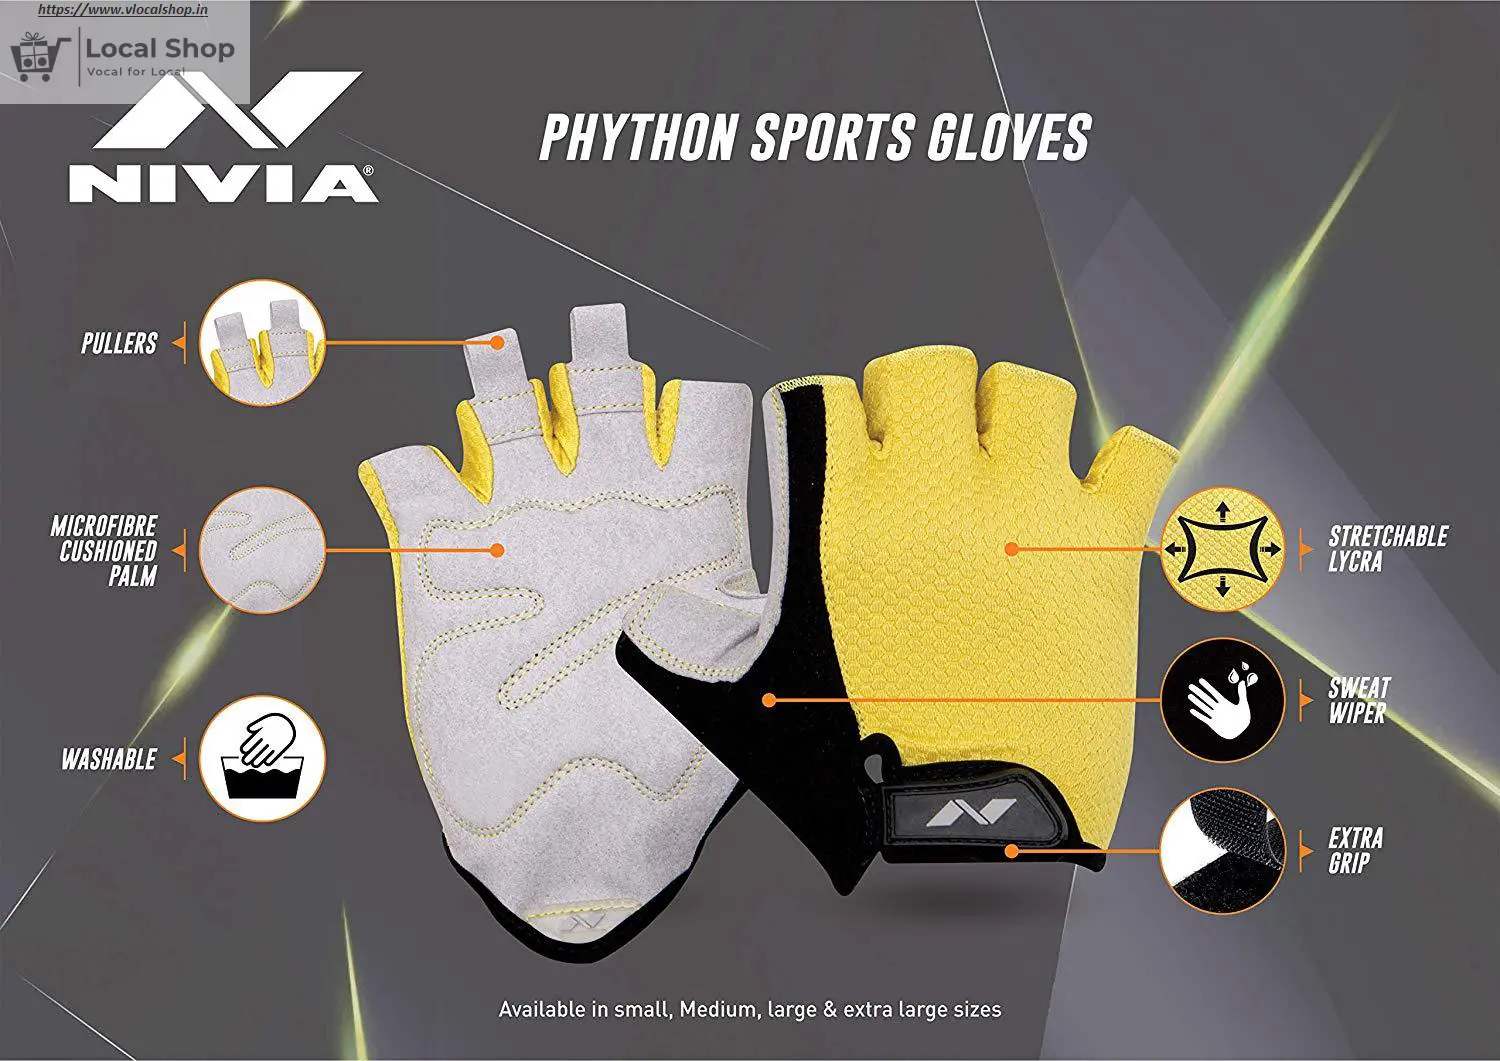 https://www.vlocalshop.in
Local Shop
Vocal for Local
NIVIA®
PHYTHON SPORTS GLOVES
PULLERS
MICROFIBRE
CUSHIONED
PALM
WASHABLE
STRETCHABLE
LYCRA
SWEAT
WIPER
EXTRA
GRIP
Available in small, Medium, large & extra large sizes